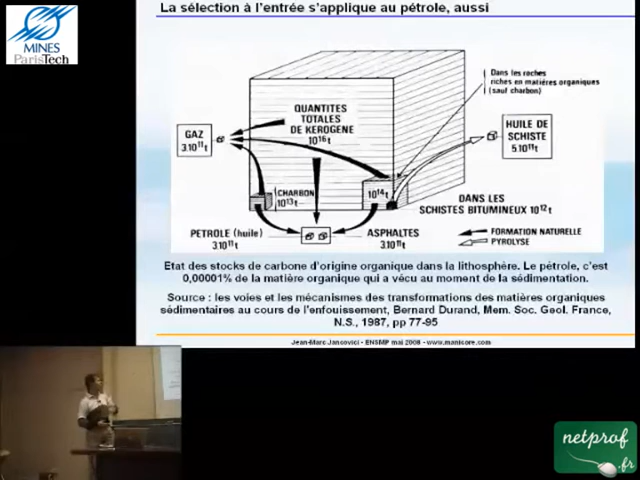 La sélection à l'entrée s'applique au pétrole, aussi
MINES
ParisTech
Dans les roches
riches en matières organiques
(sauf charbon)
QUANTITES
TOTALES
DE KEROGENE
10¹⁶t
GAZ
3.10¹¹t
HUILE DE
SCHISTE
5.10¹¹t
CHARBON
10¹³t
10¹⁴t
DANS LES
SCHISTES BITUMINEUX 10¹²t
PETROLE (huile)
3.10¹¹t
ASPHALTES
3.10¹¹t
FORMATION NATURELLE
PYROLYSE
Etat des stocks de carbone d'origine organique dans la lithosphère. Le pétrole, c'est
0,00001% de la matière organique qui a vécu au moment de la sédimentation.
Source : les voies et les mécanismes des transformations des matières organiques
sédimentaires au cours de l'enfouissement, Bernard Durand, Mem. Soc. Geol. France,
N.S., 1987, pp 77-95
Jean-Marc Jancovici - ENSMP mai 2008 - www.manicore.com
netprof
.fr